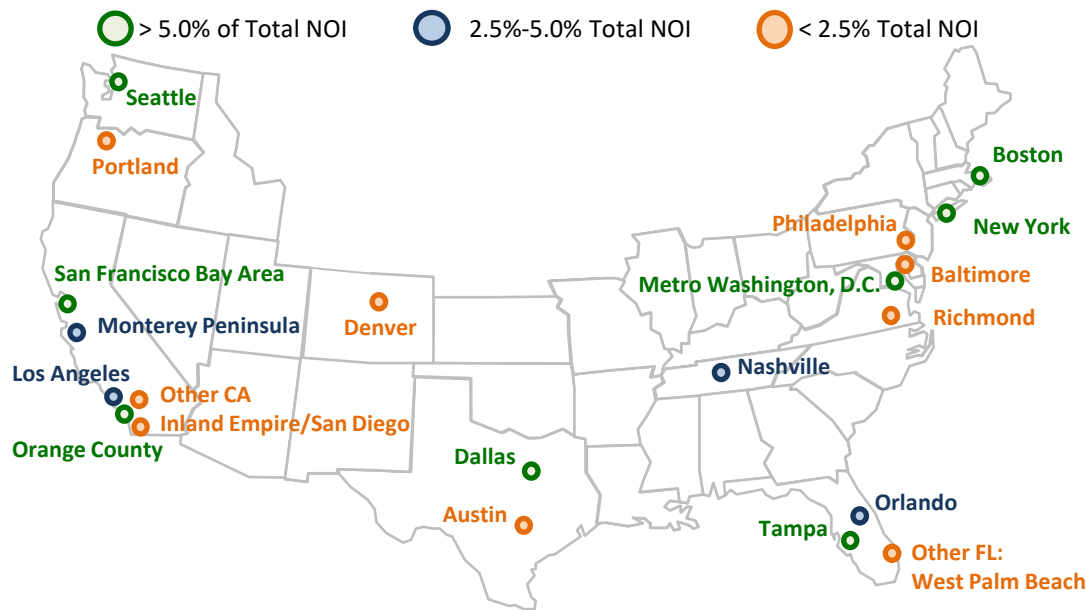 > 5.0% of Total NOI
2.5%-5.0% Total NOI
< 2.5% Total NOI
Seattle
Portland
Boston
New York
Philadelphia
San Francisco Bay Area
Metro Washington, D.C.
Baltimore
Monterey Peninsula
Denver
Richmond
Los Angeles
Nashville
Other CA
Inland Empire/San Diego
Orange County
Dallas
Austin
Orlando
Tampa
Other FL:
West Palm Beach